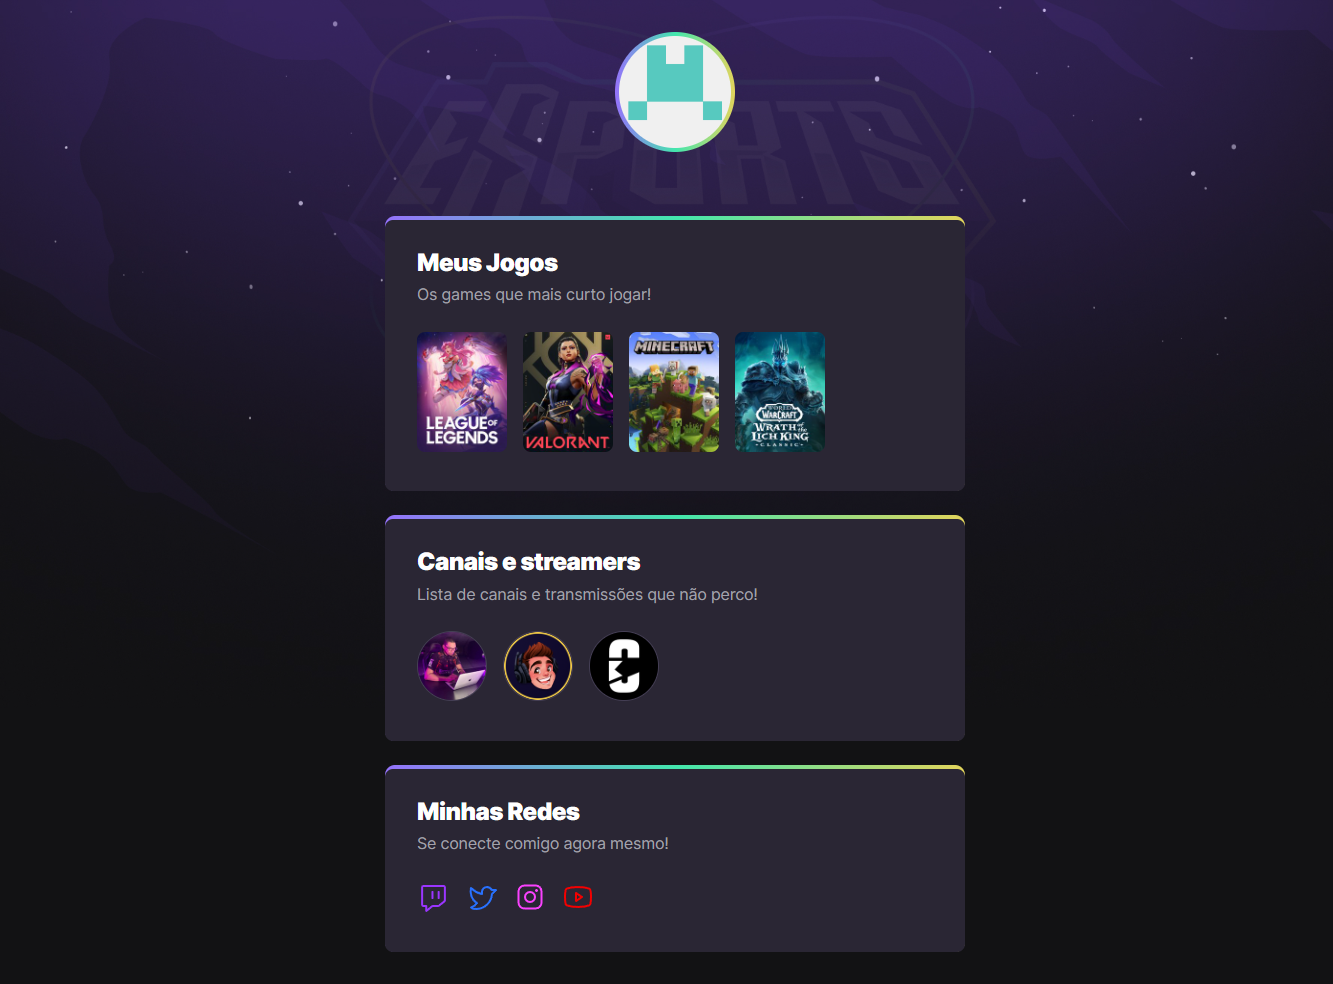 ESPORTS
Meus Jogos
Os games que mais curto jogar!
LEAGUE OF
LEGENDS
VALORANT
MINECRAFT
WORLD OF
WARCRAFT
WRATH of the
LICH KING
CLASSIC
Canais e streamers
Lista de canais e transmissões que não perco!
Minhas Redes
Se conecte comigo agora mesmo!